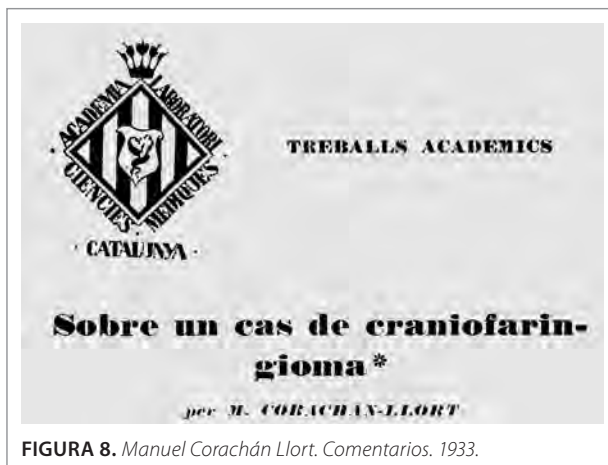 ACADEMIA
LABORATORI
CIENCIES
MEDIQUES
· CATALUNYA ·
TREBALLS ACADEMICS
Sobre un cas de craniofarin-
gioma*
per M. CORACHAN-LLORT
FIGURA 8. Manuel Corachán Llort. Comentarios. 1933.